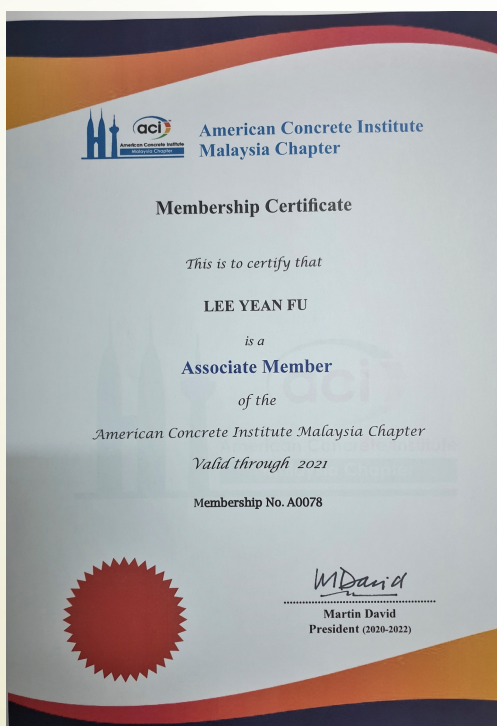 aci
American Concrete Institute
Malaysia Chapter
American Concrete Institute
Malaysia Chapter
Membership Certificate
This is to certify that
LEE YEAN FU
is a
Associate Member
of the
American Concrete Institute Malaysia Chapter
Valid through 2021
Membership No. A0078
MDavid
Martin David
President (2020-2022)